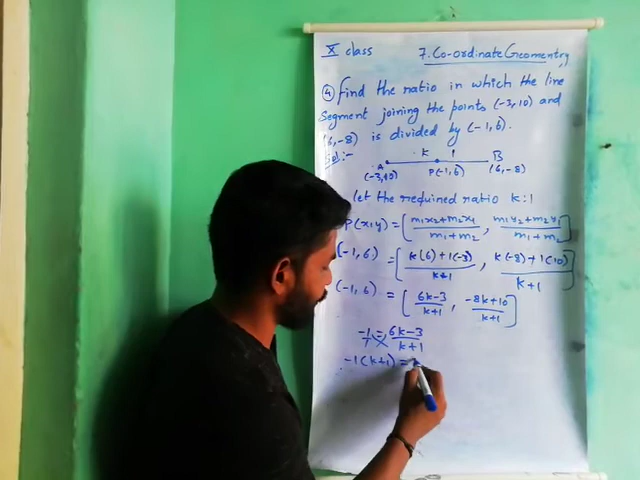 X class 7. Co-ordinate Geomentry
④ Find the ratio in which the line
Segment joining the points (-3,10) and
(6,-8) is divided by (-1,6).
Sol:-
K 1
A B
(-3,10) P(-1,6) (6,-8)
let the required ratio K:1
P(x,y) = [m1x2+m2x1/m1+m2, m1y2+m2y1/m1+m2]
(-1,6) = [K(6)+1(-3)/K+1, K(-8)+1(10)/K+1]
(-1,6) = [6K-3/K+1, -8K+10/K+1]
-1/1 = 6K-3/K+1
-1(K+1) =